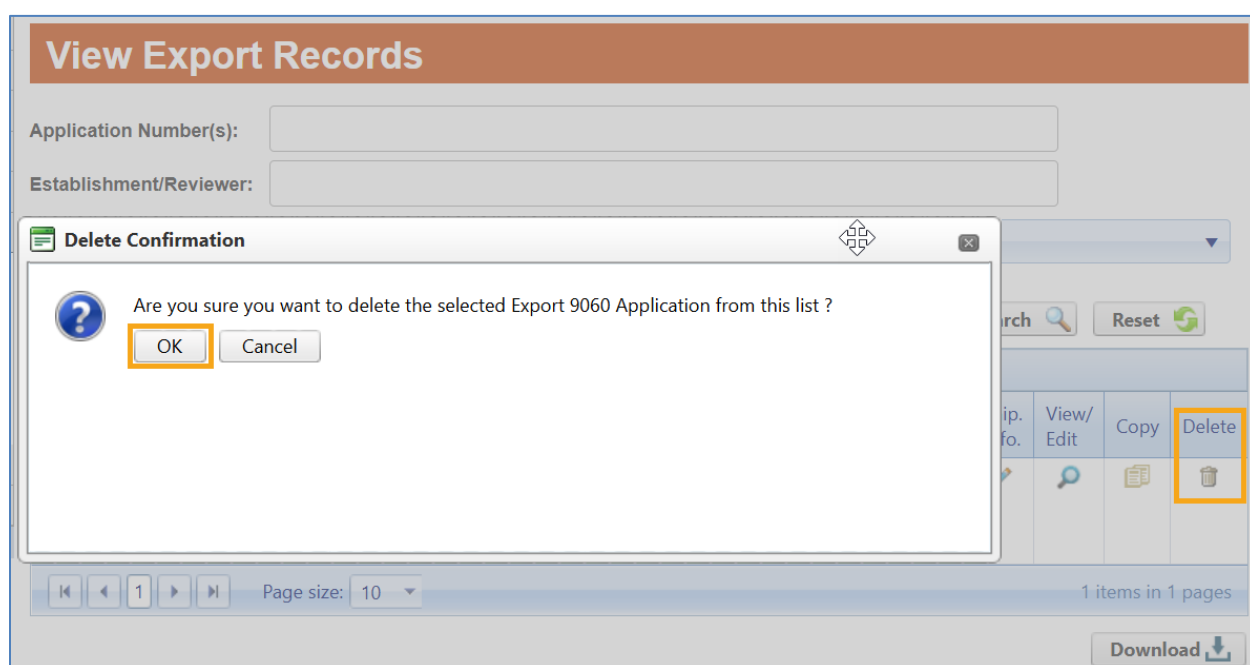 View Export Records
Application Number(s):
Establishment/Reviewer:
Delete Confirmation
Are you sure you want to delete the selected Export 9060 Application from this list ?
OK Cancel
Reset
View/ Edit Copy Delete
1 Page size: 10 1 items in 1 pages
Download